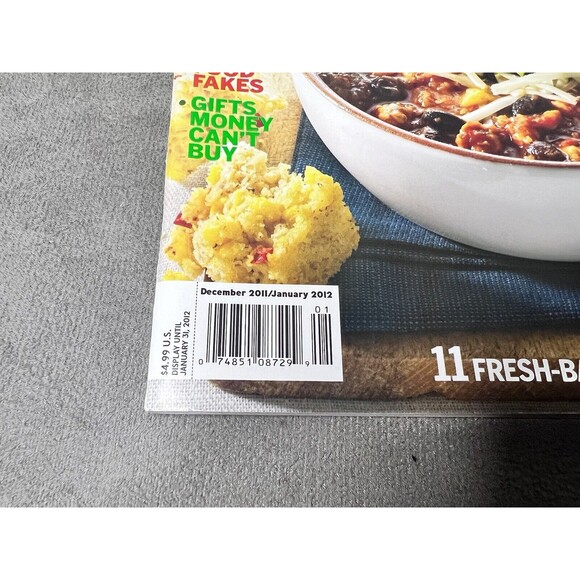 FAKES
GIFTS
MONEY
CAN'T
BUY
December 2011/January 2012
01
0 74851 08729 9
$4.99 U.S.
DISPLAY UNTIL
JANUARY 31, 2012
11 FRESH-BA